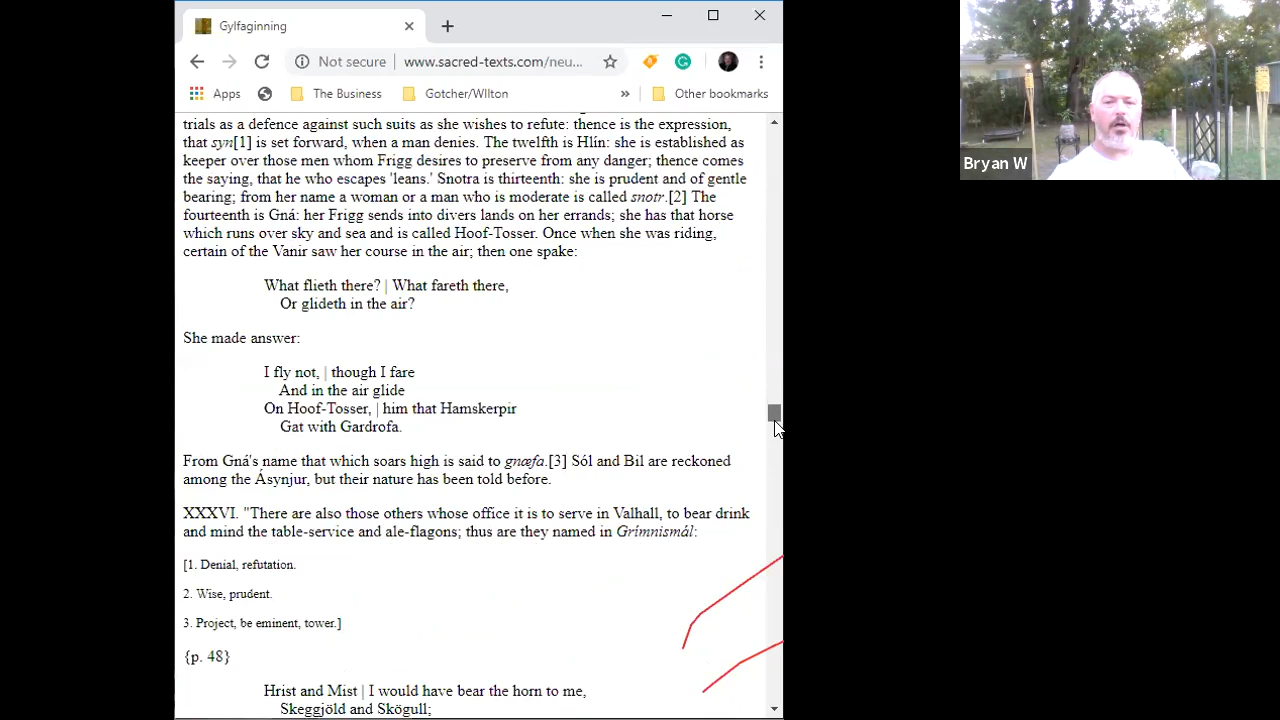 Gylfaginning
Not secure
www.sacred-texts.com/neu...
Apps
The Business
Gotcher/WIlton
»
Other bookmarks
trials as a defence against such suits as she wishes to refute: thence is the expression,
that syn[1] is set forward, when a man denies. The twelfth is Hlín: she is established as
keeper over those men whom Frigg desires to preserve from any danger; thence comes
the saying, that he who escapes 'leans.' Snotra is thirteenth: she is prudent and of gentle
bearing; from her name a woman or a man who is moderate is called snotr.[2] The
fourteenth is Gná: her Frigg sends into divers lands on her errands; she has that horse
which runs over sky and sea and is called Hoof-Tosser. Once when she was riding,
certain of the Vanir saw her course in the air; then one spake:
What flieth there? | What fareth there,
Or glideth in the air?
She made answer:
I fly not, | though I fare
And in the air glide
On Hoof-Tosser, | him that Hamskerpir
Gat with Gardrofa.
From Gná's name that which soars high is said to gnæfa.[3] Sól and Bil are reckoned
among the Ásynjur, but their nature has been told before.
XXXVI. "There are also those others whose office it is to serve in Valhall, to bear drink
and mind the table-service and ale-flagons; thus are they named in Grímnismál:
[1. Denial, refutation.
2. Wise, prudent.
3. Project, be eminent, tower.]
{p. 48}
Hrist and Mist | I would have bear the horn to me,
Skeggjöld and Skögull;
Bryan W